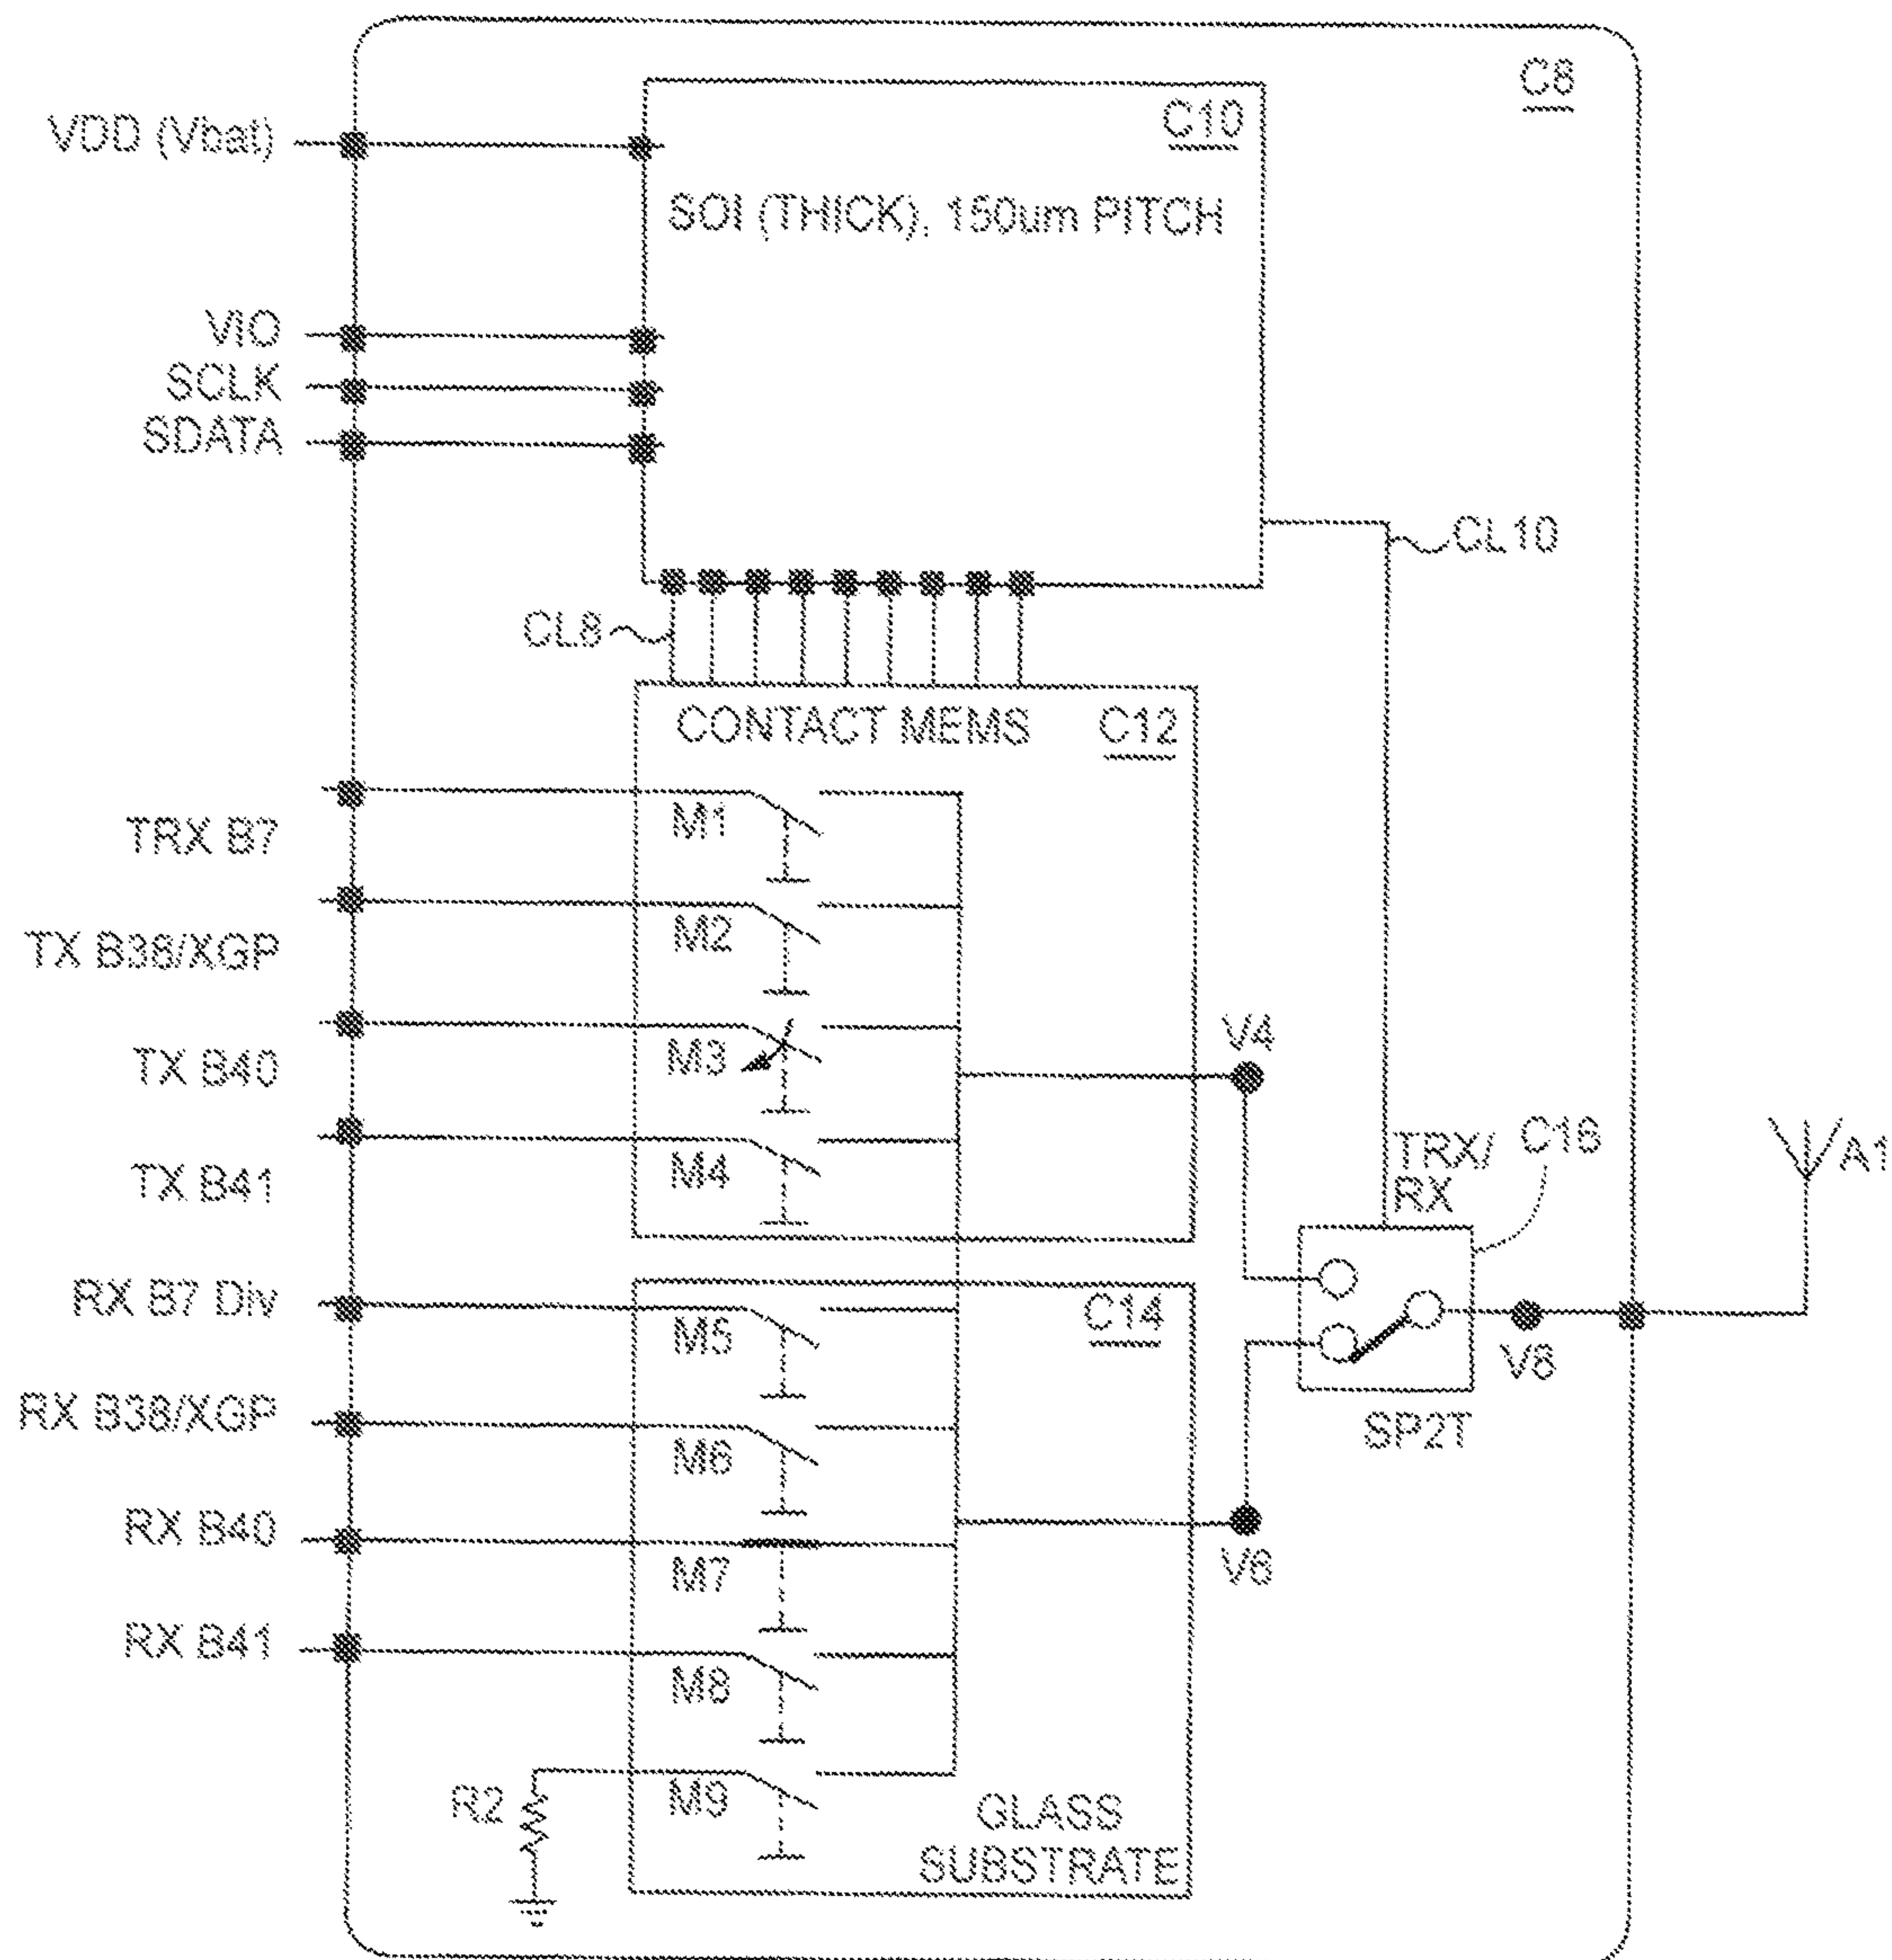 C8
C10
VDD (Vbat)
SOI (THICK), 150um PITCH
VIO
SCLK
SDATA
CL10
CL8
CONTACT MEMS
C12
M1
TRX B7
M2
TX B38/XGP
M3
TX B40
V4
M4
TX B41
TRX/
RX
C16
A1
RX B7 Div
C14
M5
V8
RX B38/XGP
M6
SP2T
RX B40
M7
V6
RX B41
M8
R2
M9
GLASS
SUBSTRATE